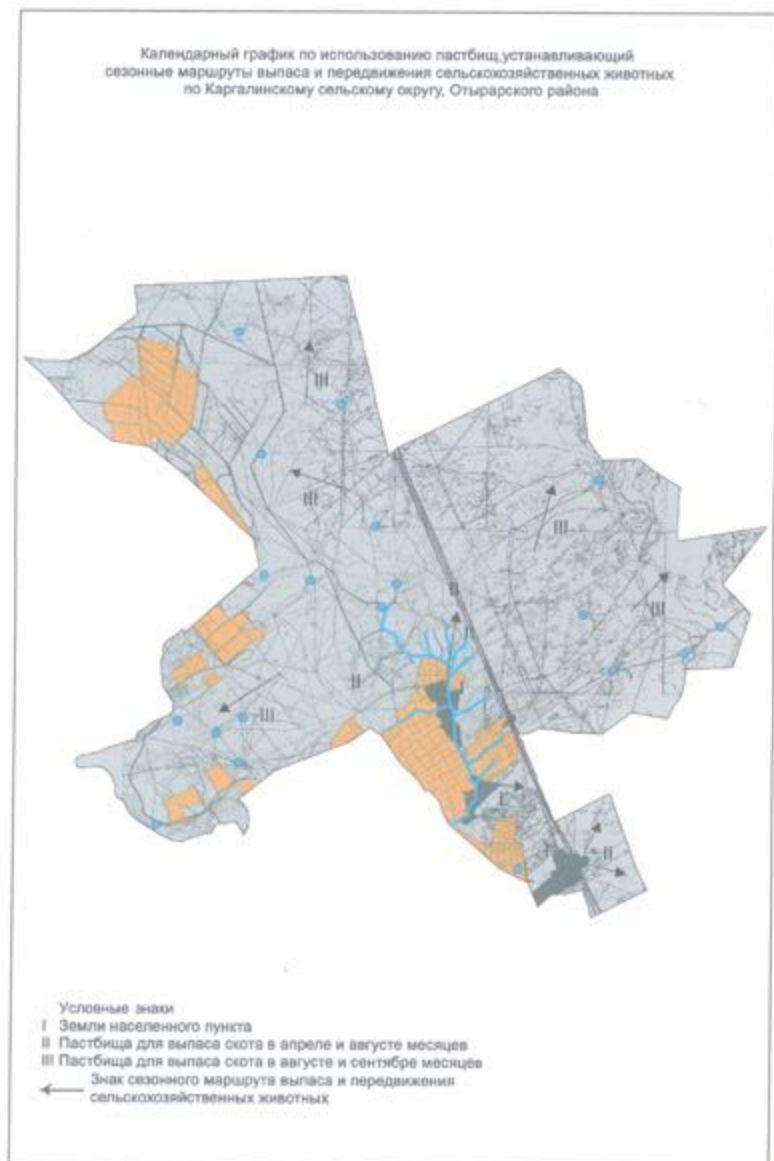 Календарный график по использованию пастбищ,устанавливающий
сезонные маршруты выпаса и передвижения сельскохозяйственных животных
по Каргалинскому сельскому округу, Отырарского района
III
III
III
III
II
II
III
I
I
II
Условные знаки
I Земли населенного пункта
II Пастбища для выпаса скота в апреле и августе месяцев
III Пастбища для выпаса скота в августе и сентябре месяцев
Знак сезонного маршрута выпаса и передвижения
сельскохозяйственных животных